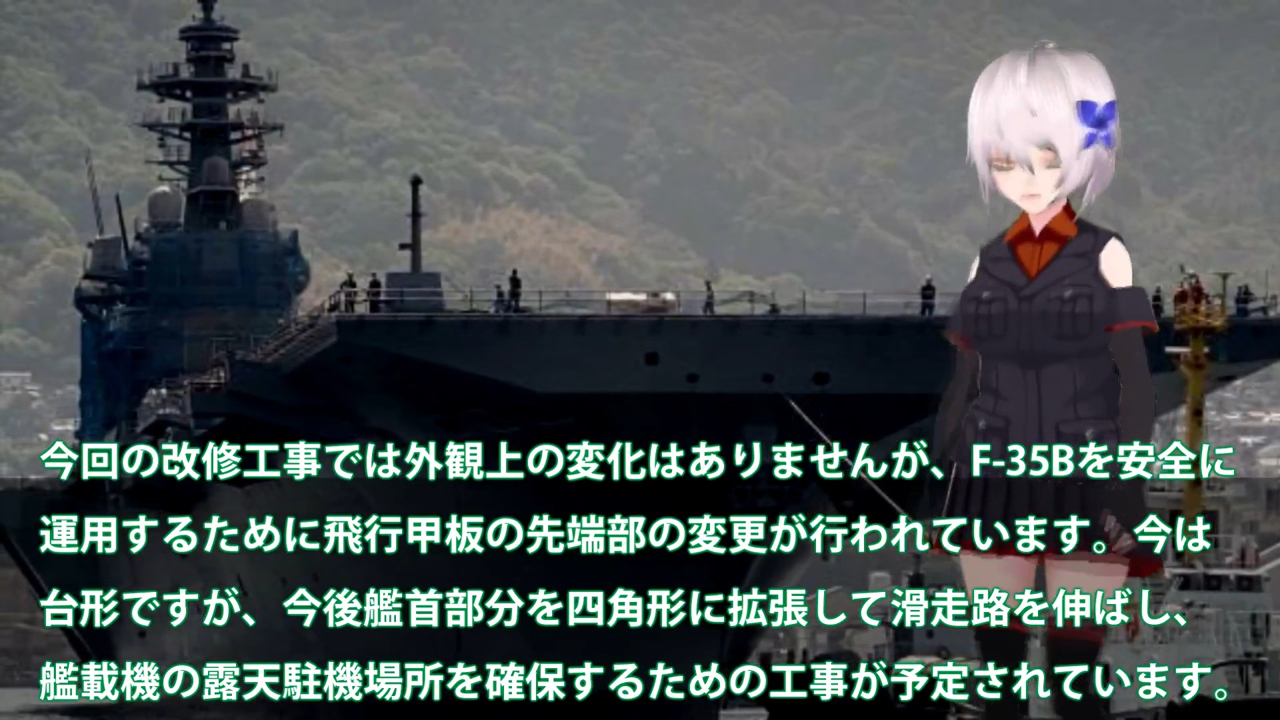 今回の改修工事では外観上の変化はありませんが、F-35Bを安全に
運用するために飛行甲板の先端部の変更が行われています。今は
台形ですが、今後艦首部分を四角形に拡張して滑走路を伸ばし、
艦載機の露天駐機場所を確保するための工事が予定されています。